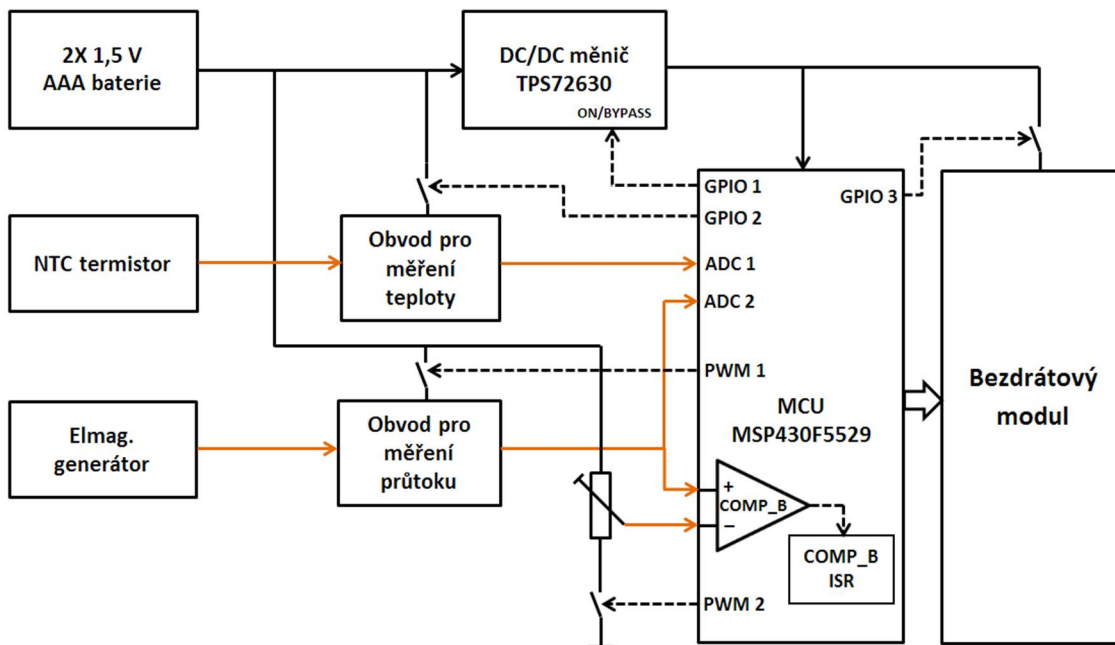 2X 1,5 V
AAA baterie
DC/DC měnič
TPS72630
ON/BYPASS
GPIO 1
GPIO 2
GPIO 3
NTC termistor
Obvod pro
měření
teploty
ADC 1
ADC 2
PWM 1
Elmag.
generátor
Obvod pro
měření
průtoku
MCU
MSP430F5529
Bezdrátový
modul
+
COMP_B
–
COMP_B
ISR
PWM 2